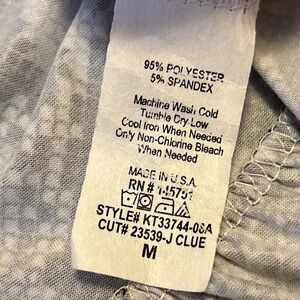 95% POLYESTER
5% SPANDEX
Machine Wash Cold
Tumble Dry Low
Cool Iron When Needed
Only Non-Chlorine Bleach
When Needed
MADE IN U.S.A.
RN # 145751
STYLE# KT33744-08A
CUT# 23539-J CLUE
M